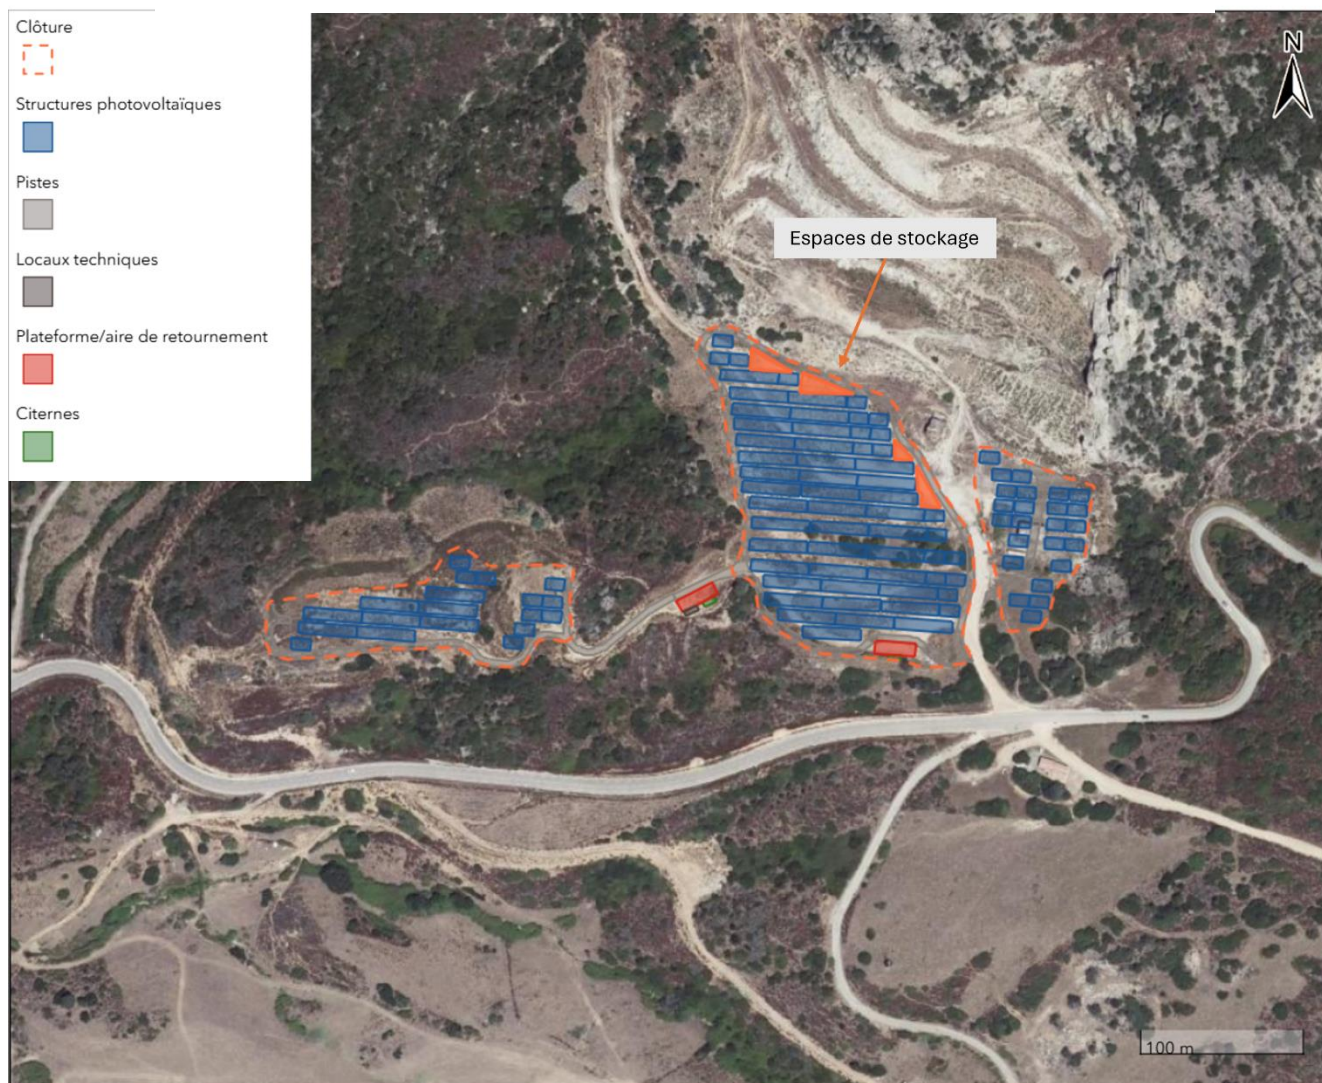 Clôture
Structures photovoltaïques
Pistes
Locaux techniques
Plateforme/aire de retournement
Citernes
N
Espaces de stockage
100 m